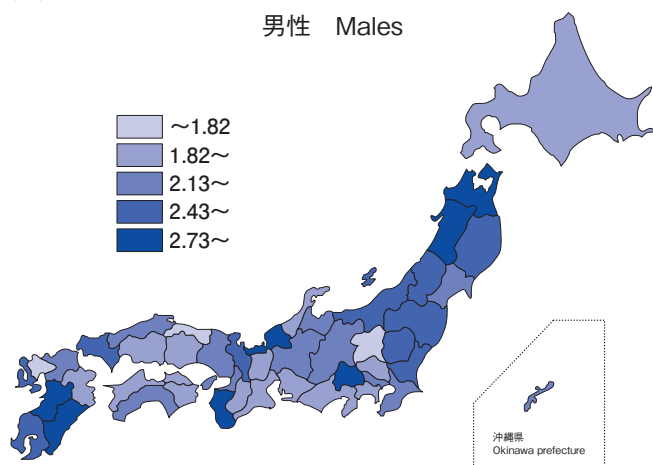 男性 Males
～1.82
1.82～
2.13～
2.43～
2.73～
沖縄県
Okinawa prefecture